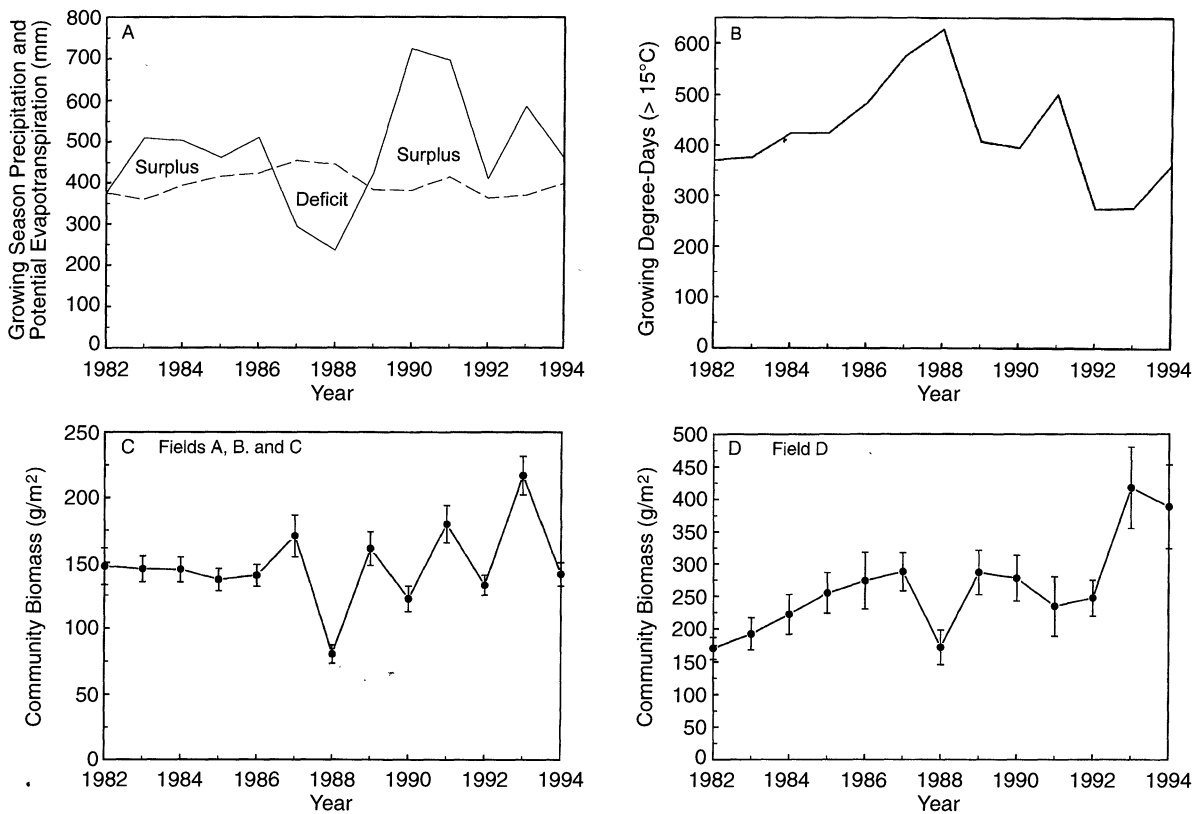 A
Growing Season Precipitation and
Potential Evapotranspiration (mm)
800
700
600
500
400
300
200
100
0
Surplus
Deficit
Surplus
1982 1984 1986 1988 1990 1992 1994
Year
B
Growing Degree-Days (> 15°C)
600
500
400
300
200
100
0
1982 1984 1986 1988 1990 1992 1994
Year
C Fields A, B. and C
Community Biomass (g/m²)
250
200
150
100
50
0
1982 1984 1986 1988 1990 1992 1994
Year
D Field D
Community Biomass (g/m²)
500
450
400
350
300
250
200
150
100
50
0
1982 1984 1986 1988 1990 1992 1994
Year